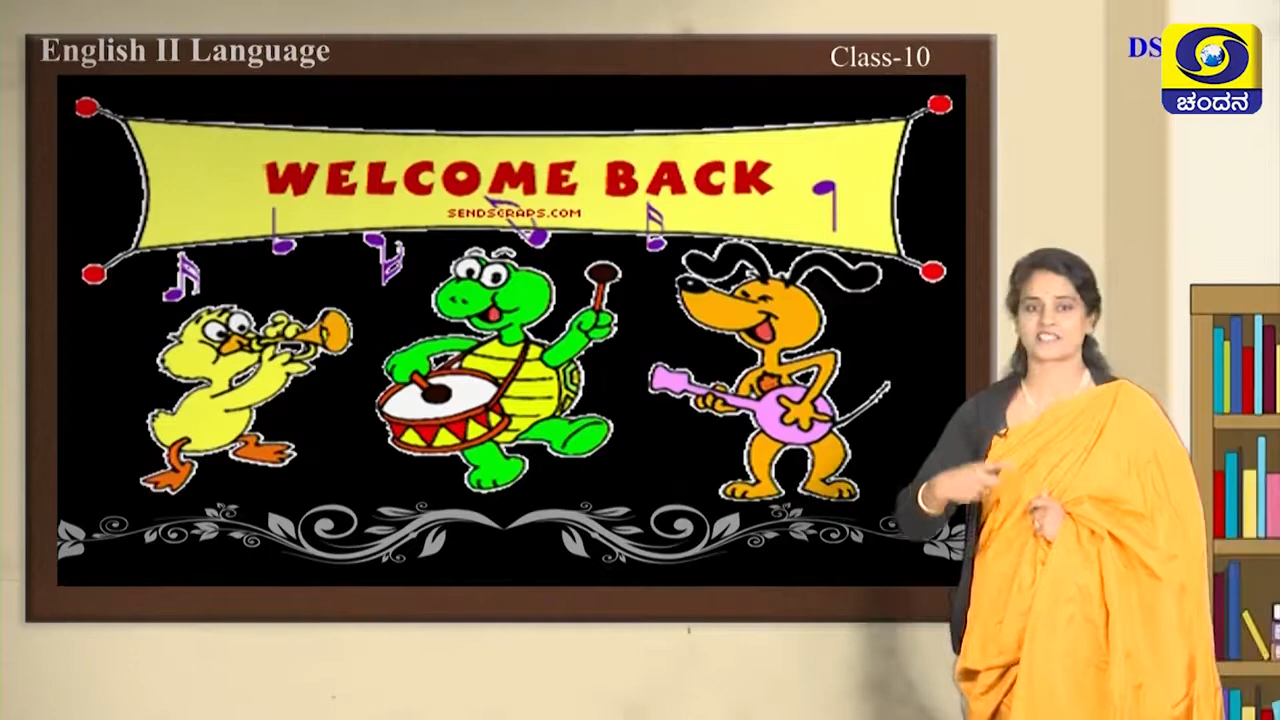 English II Language
Class-10
DS
ಚಂದನ
WELCOME BACK
SENDSCRAPS.COM